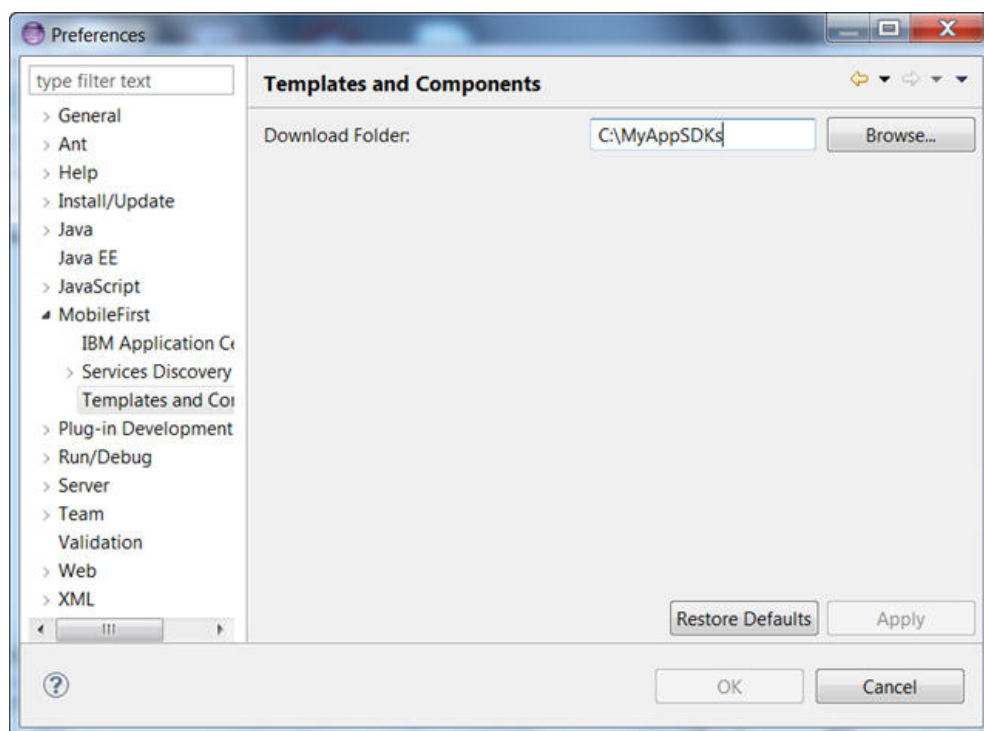 Preferences
type filter text
Templates and Components
General
Download Folder:
C:\MyAppSDKs
Browse...
Ant
Help
Install/Update
Java
Java EE
JavaScript
MobileFirst
IBM Application Ce
Services Discovery
Templates and Cor
Plug-in Development
Run/Debug
Server
Team
Validation
Web
XML
Restore Defaults
Apply
OK
Cancel